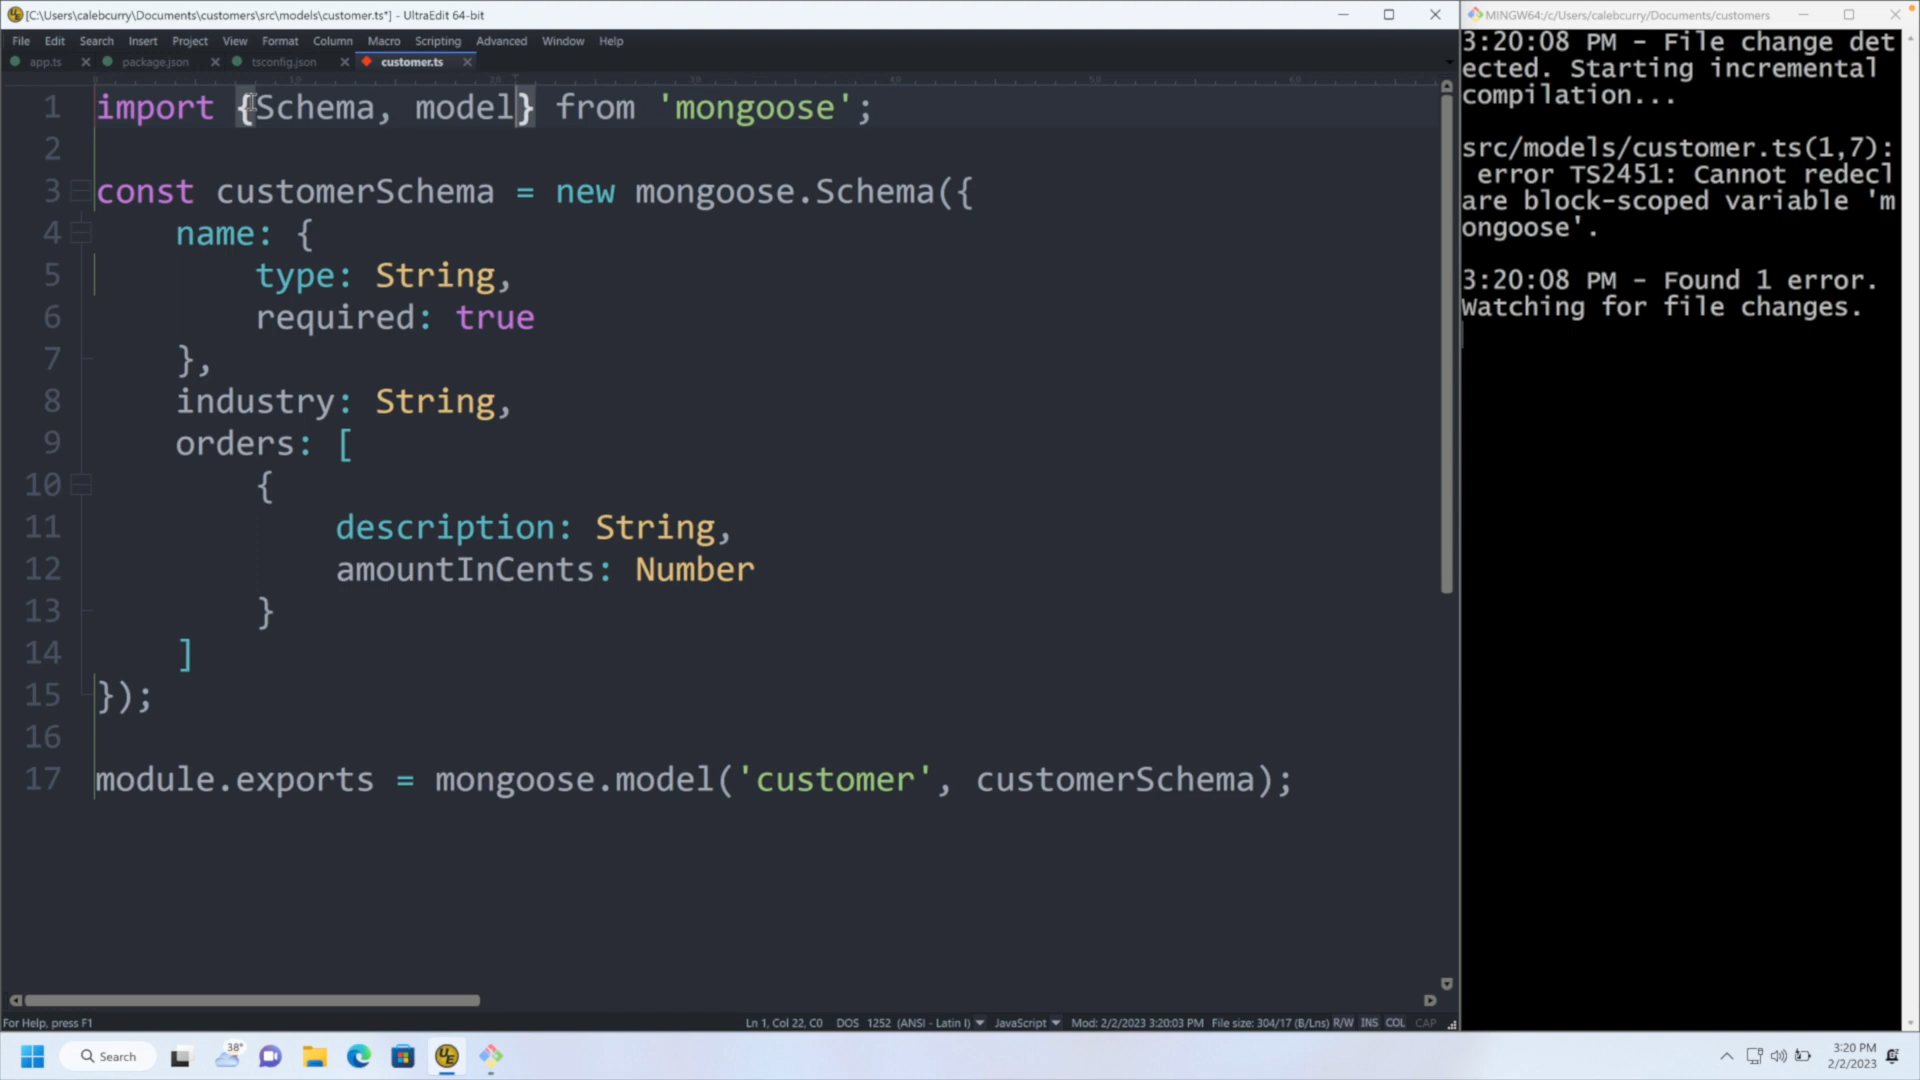 [C:\Users\calebcurry\Documents\customers\src\models\customer.ts*] - UltraEdit 64-bit
File Edit Search Insert Project View Format Column Macro Scripting Advanced Window Help
app.ts package.json tsconfig.json customer.ts
1 import {Schema, model} from 'mongoose';
2
3 const customerSchema = new mongoose.Schema({
4 name: {
5 type: String,
6 required: true
7 },
8 industry: String,
9 orders: [
10 {
11 description: String,
12 amountInCents: Number
13 }
14 ]
15 });
16
17 module.exports = mongoose.model('customer', customerSchema);
For Help, press F1 Ln 1, Col 22, C0 DOS 1252 (ANSI - Latin I) JavaScript Mod: 2/2/2023 3:20:03 PM File size: 304/17 (B/Lns) R/W INS COL CAP
MINGW64:/c/Users/calebcurry/Documents/customers
3:20:08 PM - File change det
ected. Starting incremental
compilation...
src/models/customer.ts(1,7):
error TS2451: Cannot redecl
are block-scoped variable 'm
ongoose'.
3:20:08 PM - Found 1 error.
Watching for file changes.
Search
38°
3:20 PM
2/2/2023